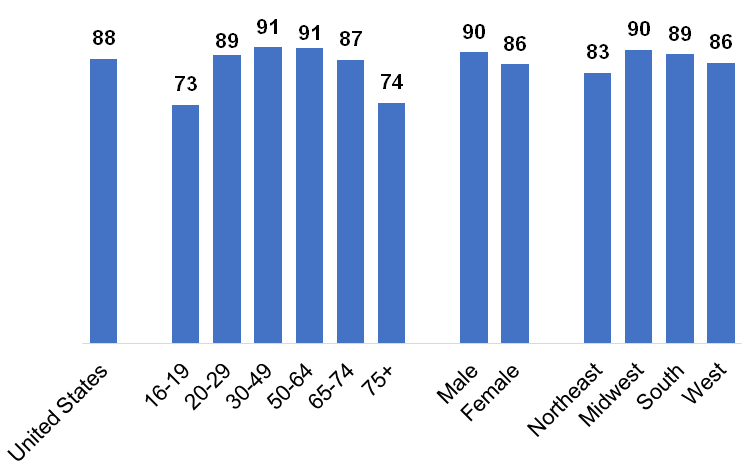 88
73
89
91
91
87
74
90
86
83
90
89
86
United States
16-19
20-29
30-49
50-64
65-74
75+
Male
Female
Northeast
Midwest
South
West